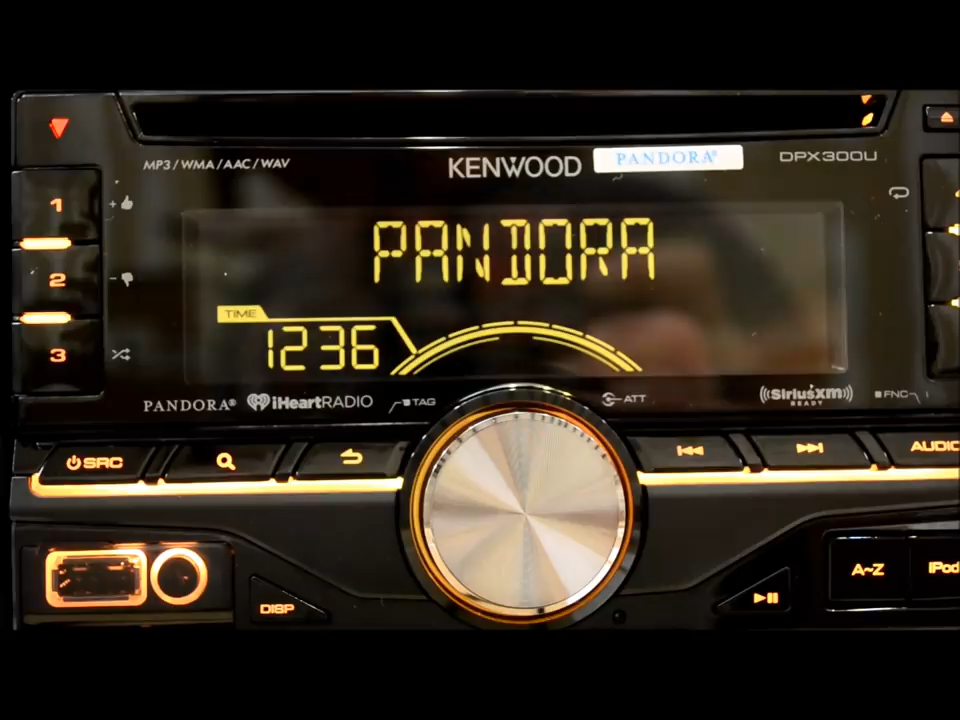 MP3 / WMA / AAC / WAV
KENWOOD
PANDORA®
DPX300U
1
2
3
PANDORA
TIME
1236
PANDORA®
iHeartRADIO
TAG
ATT
SiriusXM
READY
FNC
SRC
AUDIO
DISP
A~Z
iPod